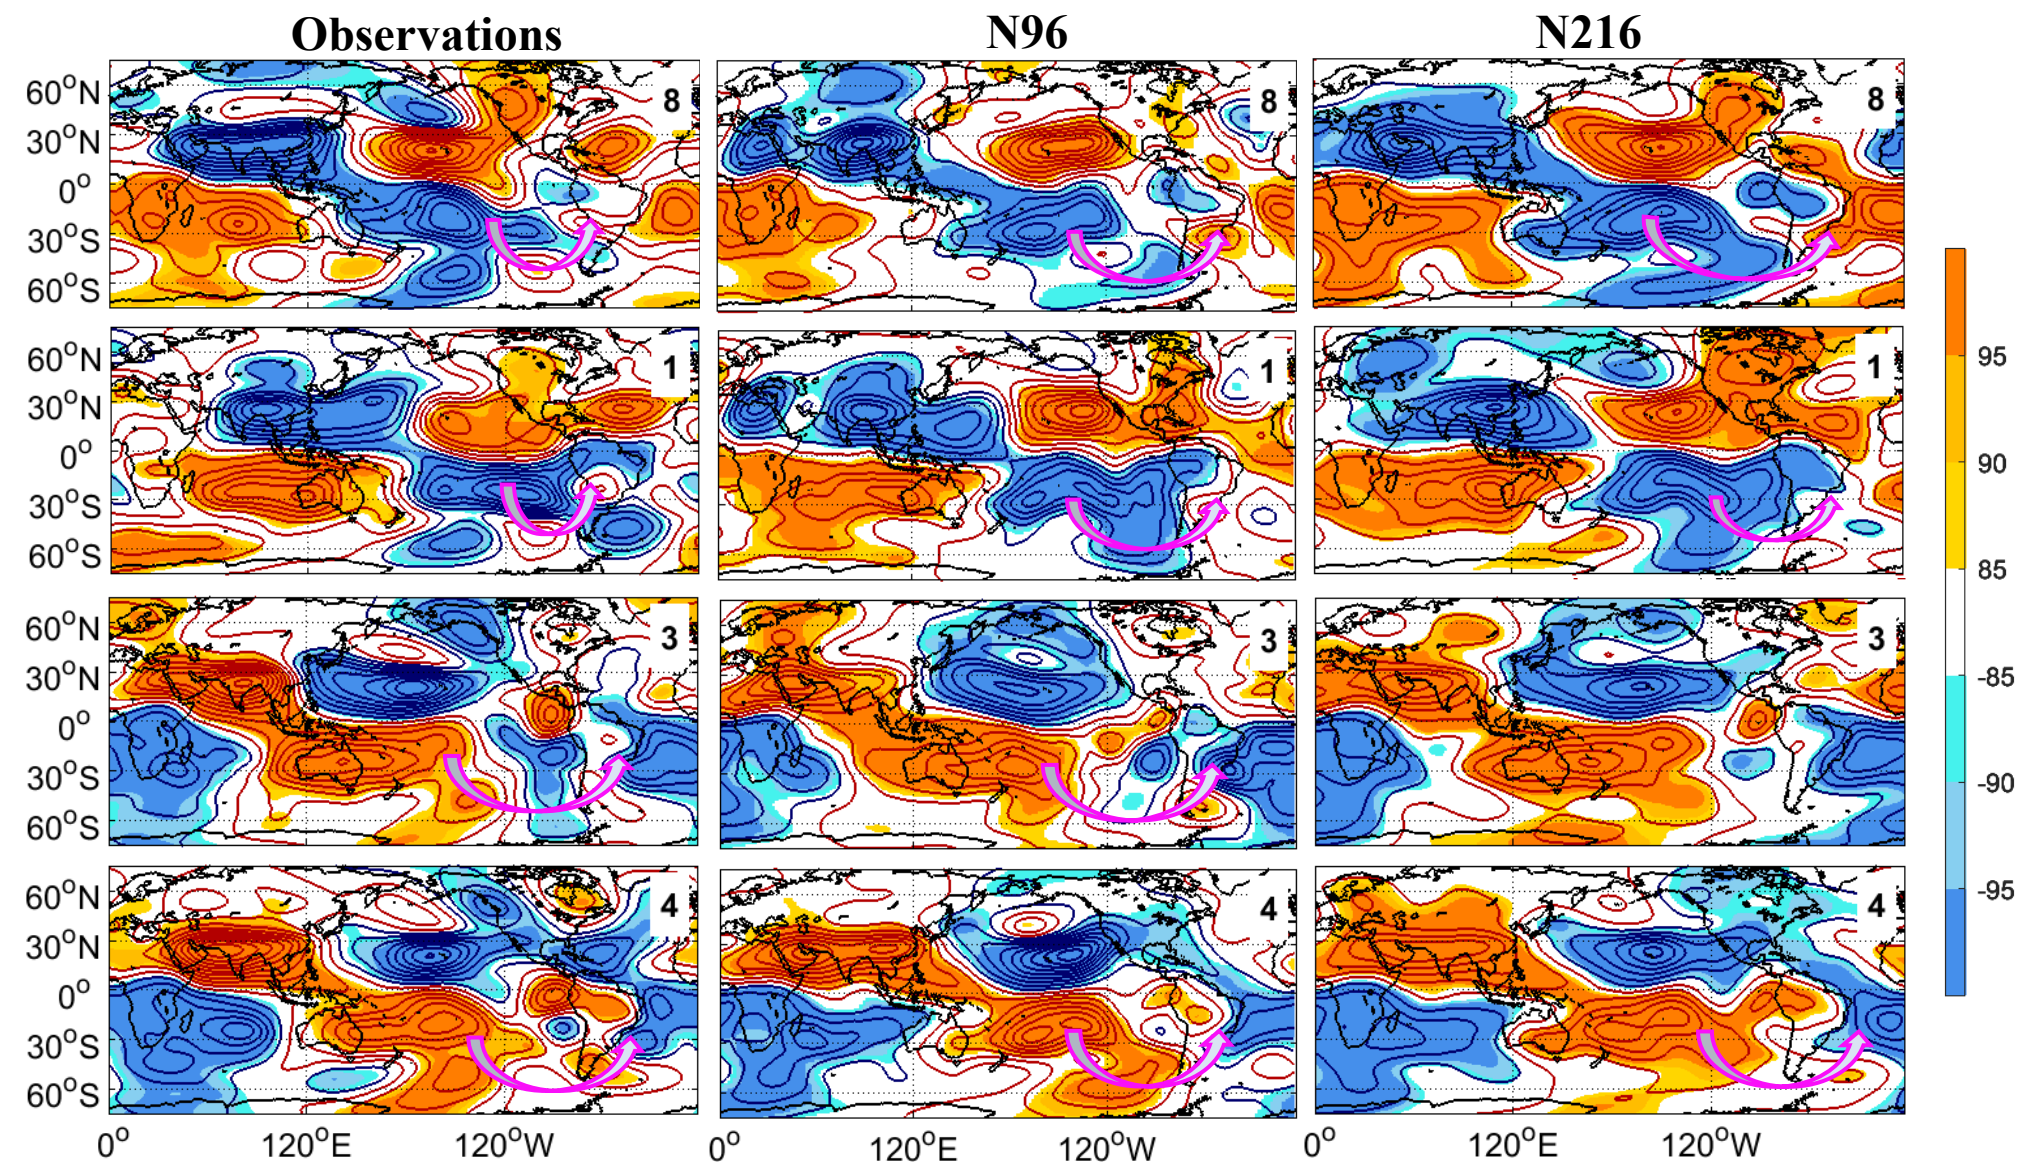 Observations N96 N216
60°N 8 8 8
30°N
0°
30°S
60°S
60°N 1 1 1
30°N
0°
30°S
60°S
60°N 3 3 3
30°N
0°
30°S
60°S
60°N 4 4 4
30°N
0°
30°S
60°S
0° 120°E 120°W 0° 120°E 120°W 0° 120°E 120°W
95
90
85
-85
-90
-95